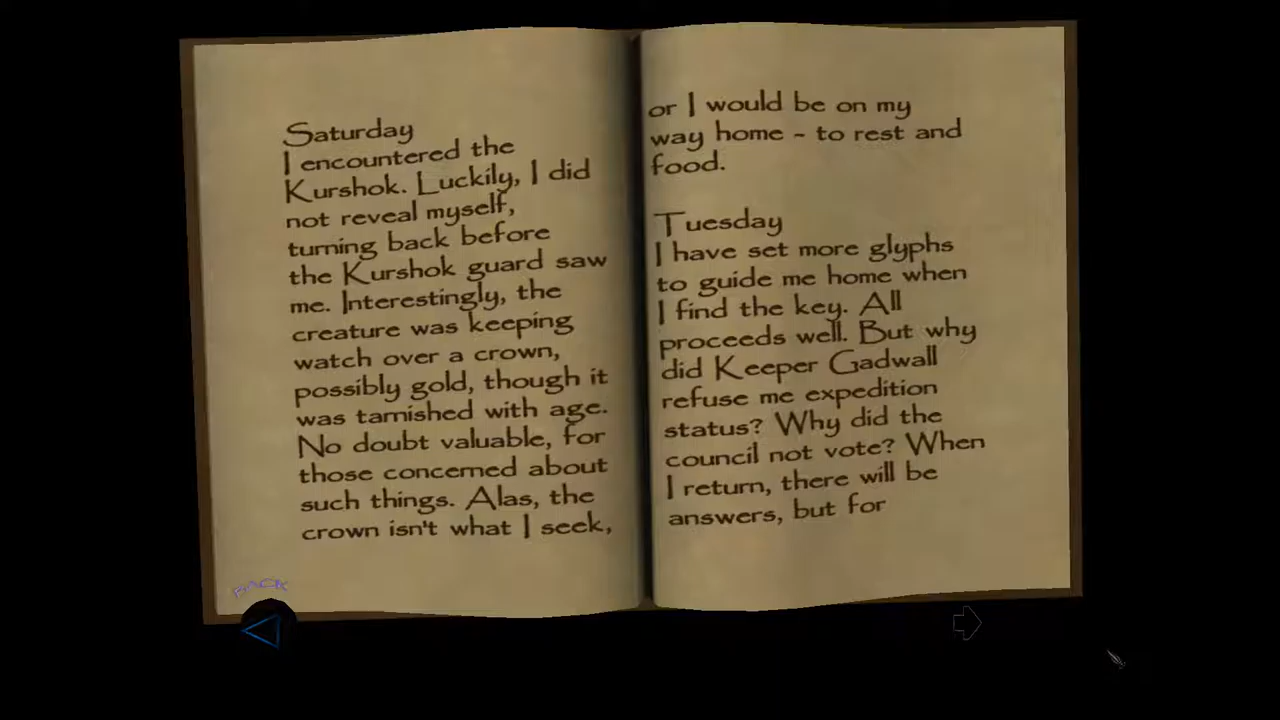 Saturday
I encountered the
Kurshok. Luckily, I did
not reveal myself,
turning back before
the Kurshok guard saw
me. Interestingly, the
creature was keeping
watch over a crown,
possibly gold, though it
was tarnished with age.
No doubt valuable, for
those concerned about
such things. Alas, the
crown isn't what I seek,
or I would be on my
way home - to rest and
food.
Tuesday
I have set more glyphs
to guide me home when
I find the key. All
proceeds well. But why
did Keeper Gadwall
refuse me expedition
status? Why did the
council not vote? When
I return, there will be
answers, but for
BACK